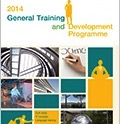 2014
General Training
and Development
Programme